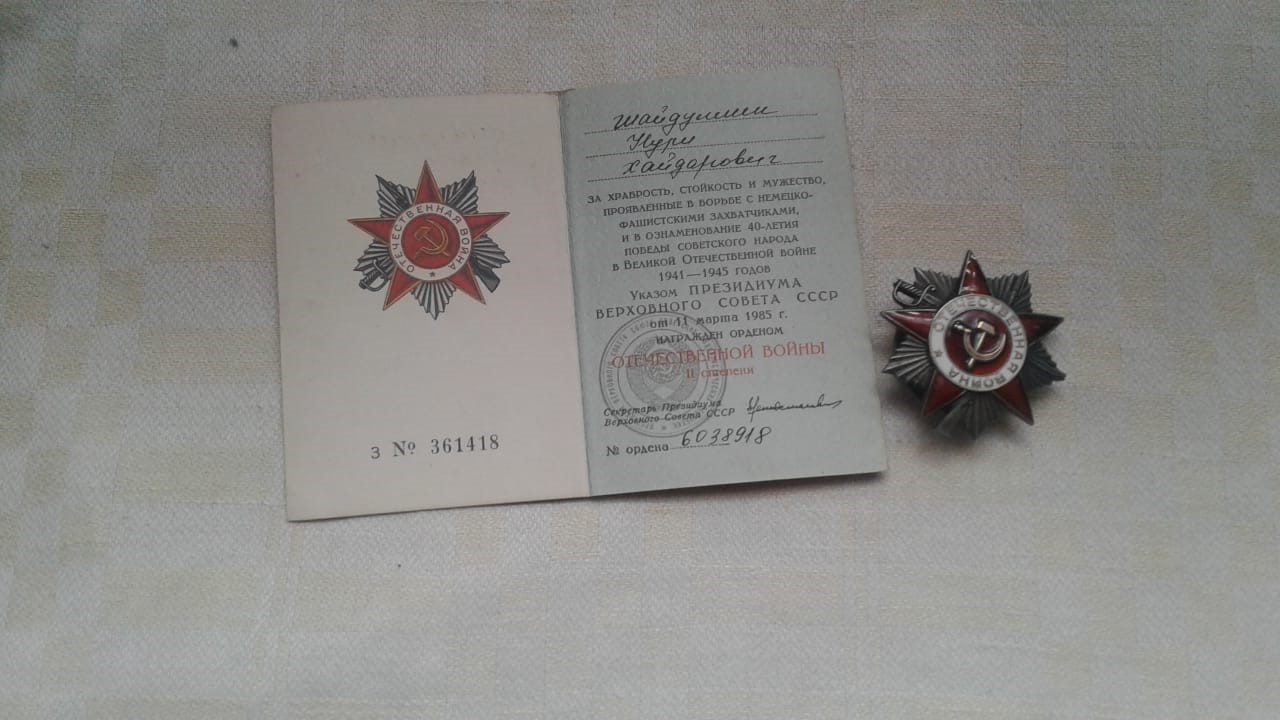 ОТЕЧЕСТВЕННАЯ ВОЙНА
З № 361418
Шайдуллин
Нури
Хайдарович
ЗА ХРАБРОСТЬ, СТОЙКОСТЬ И МУЖЕСТВО,
ПРОЯВЛЕННЫЕ В БОРЬБЕ С НЕМЕЦКО-
ФАШИСТСКИМИ ЗАХВАТЧИКАМИ,
И В ОЗНАМЕНОВАНИЕ 40-ЛЕТИЯ
ПОБЕДЫ СОВЕТСКОГО НАРОДА
В ВЕЛИКОЙ ОТЕЧЕСТВЕННОЙ ВОЙНЕ
1941—1945 ГОДОВ
УКАЗОМ ПРЕЗИДИУМА
ВЕРХОВНОГО СОВЕТА СССР
от 11 марта 1985 г.
НАГРАЖДЕН ОРДЕНОМ
ОТЕЧЕСТВЕННОЙ ВОЙНЫ
II степени
Секретарь Президиума
Верховного Совета СССР
№ ордена 6038918
ОТЕЧЕСТВЕННАЯ ВОЙНА